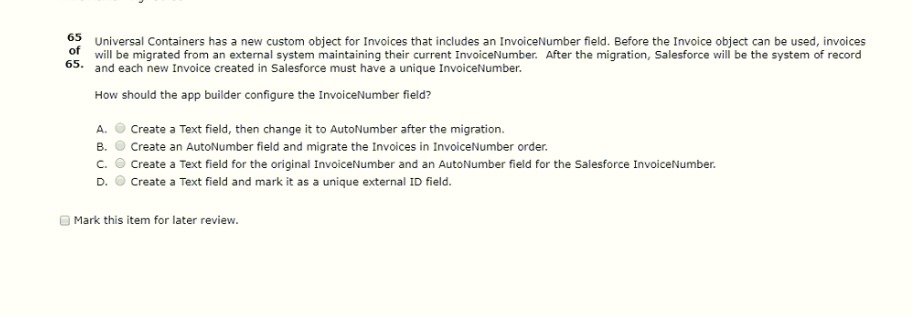 65 Universal Containers has a new custom object for Invoices that includes an InvoiceNumber field. Before the Invoice object can be used, invoices
of will be migrated from an external system maintaining their current InvoiceNumber. After the migration, Salesforce will be the system of record
65. and each new Invoice created in Salesforce must have a unique InvoiceNumber.
How should the app builder configure the InvoiceNumber field?
A. Create a Text field, then change it to AutoNumber after the migration.
B. Create an AutoNumber field and migrate the Invoices in InvoiceNumber order.
C. Create a Text field for the original InvoiceNumber and an AutoNumber field for the Salesforce InvoiceNumber.
D. Create a Text field and mark it as a unique external ID field.
Mark this item for later review.